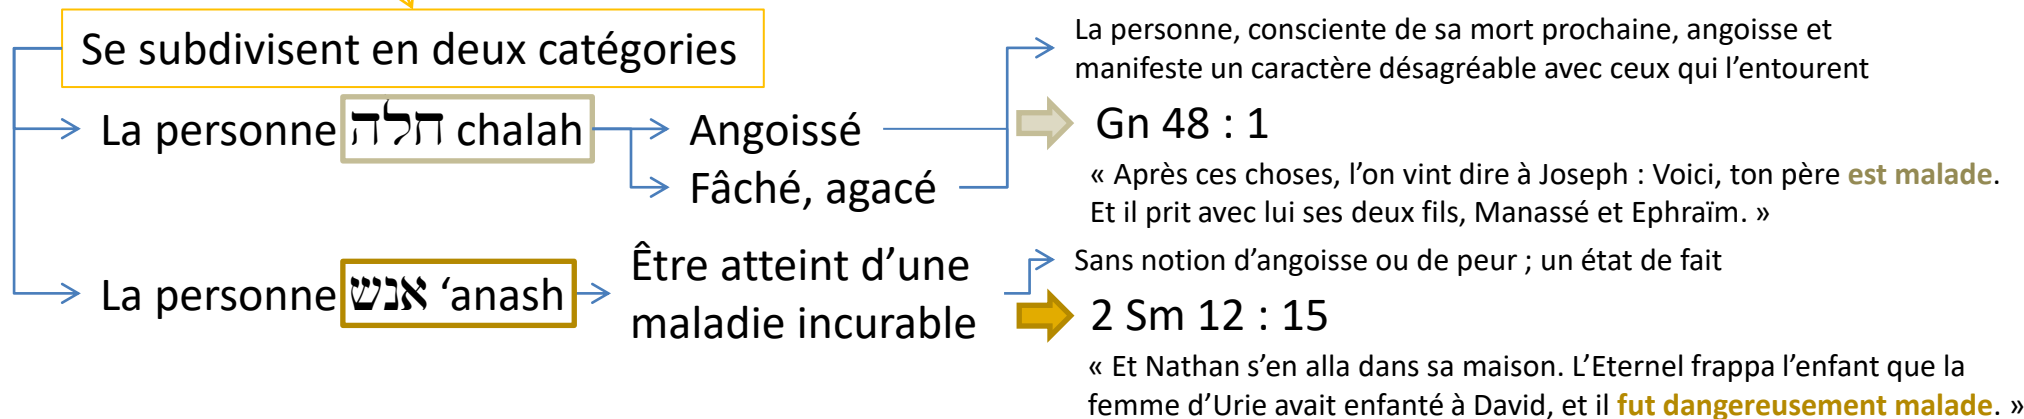 Se subdivisent en deux catégories
La personne חלה chalah
Angoissé
Fâché, agacé
La personne, consciente de sa mort prochaine, angoisse et
manifeste un caractère désagréable avec ceux qui l’entourent
Gn 48 : 1
« Après ces choses, l’on vint dire à Joseph : Voici, ton père est malade.
Et il prit avec lui ses deux fils, Manassé et Ephraïm. »
La personne אנש ‘anash
Être atteint d’une
maladie incurable
Sans notion d’angoisse ou de peur ; un état de fait
2 Sm 12 : 15
« Et Nathan s’en alla dans sa maison. L’Eternel frappa l’enfant que la
femme d’Urie avait enfanté à David, et il fut dangereusement malade. »